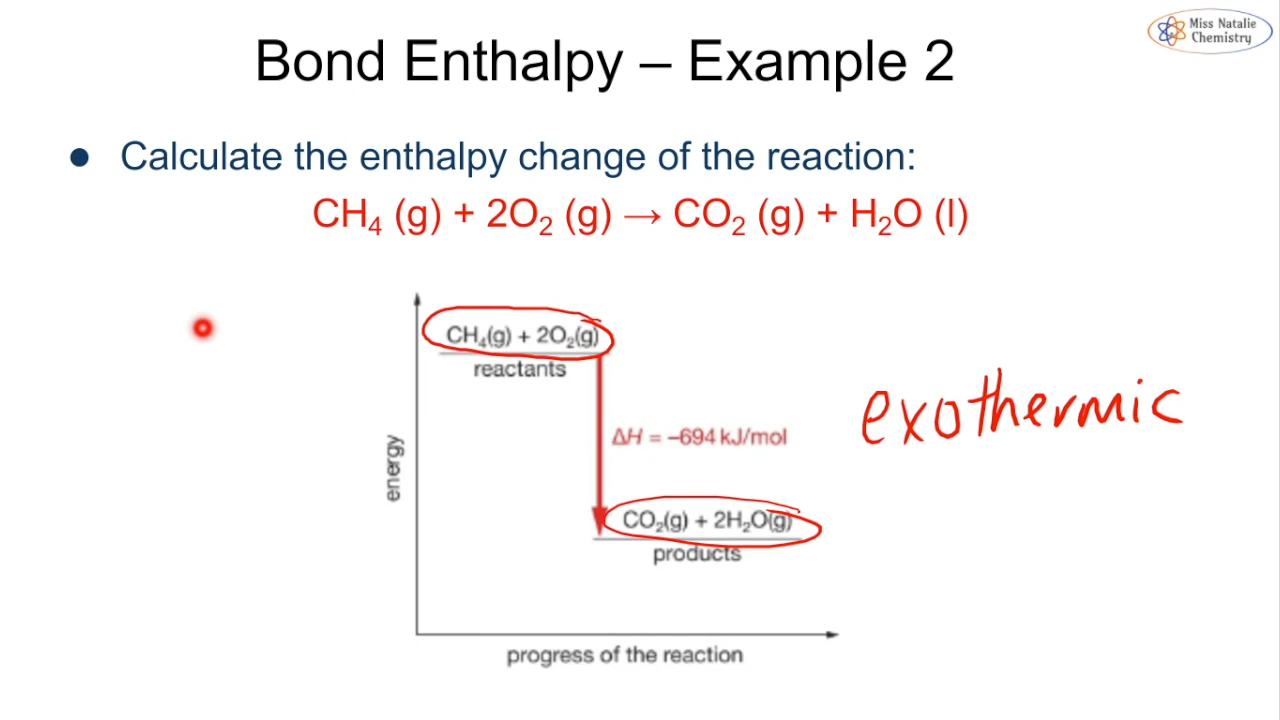 Miss Natalie
Chemistry
Bond Enthalpy – Example 2
● Calculate the enthalpy change of the reaction:
CH₄ (g) + 2O₂ (g) → CO₂ (g) + H₂O (l)
CH₄(g) + 2O₂(g)
reactants
exothermic
ΔH = –694 kJ/mol
energy
CO₂(g) + 2H₂O(g)
products
progress of the reaction